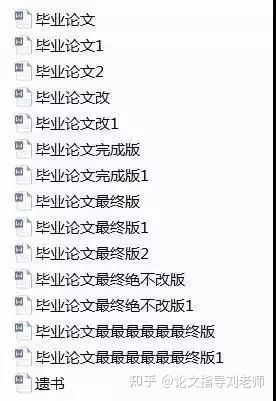 毕业论文
毕业论文1
毕业论文2
毕业论文改
毕业论文改1
毕业论文完成版
毕业论文完成版1
毕业论文最终版
毕业论文最终版1
毕业论文最终版2
毕业论文最终绝不改版
毕业论文最终绝不改版1
毕业论文最最最最最最终版
毕业论文最最最最最最终版1
遗书
知乎 @论文指导刘老师